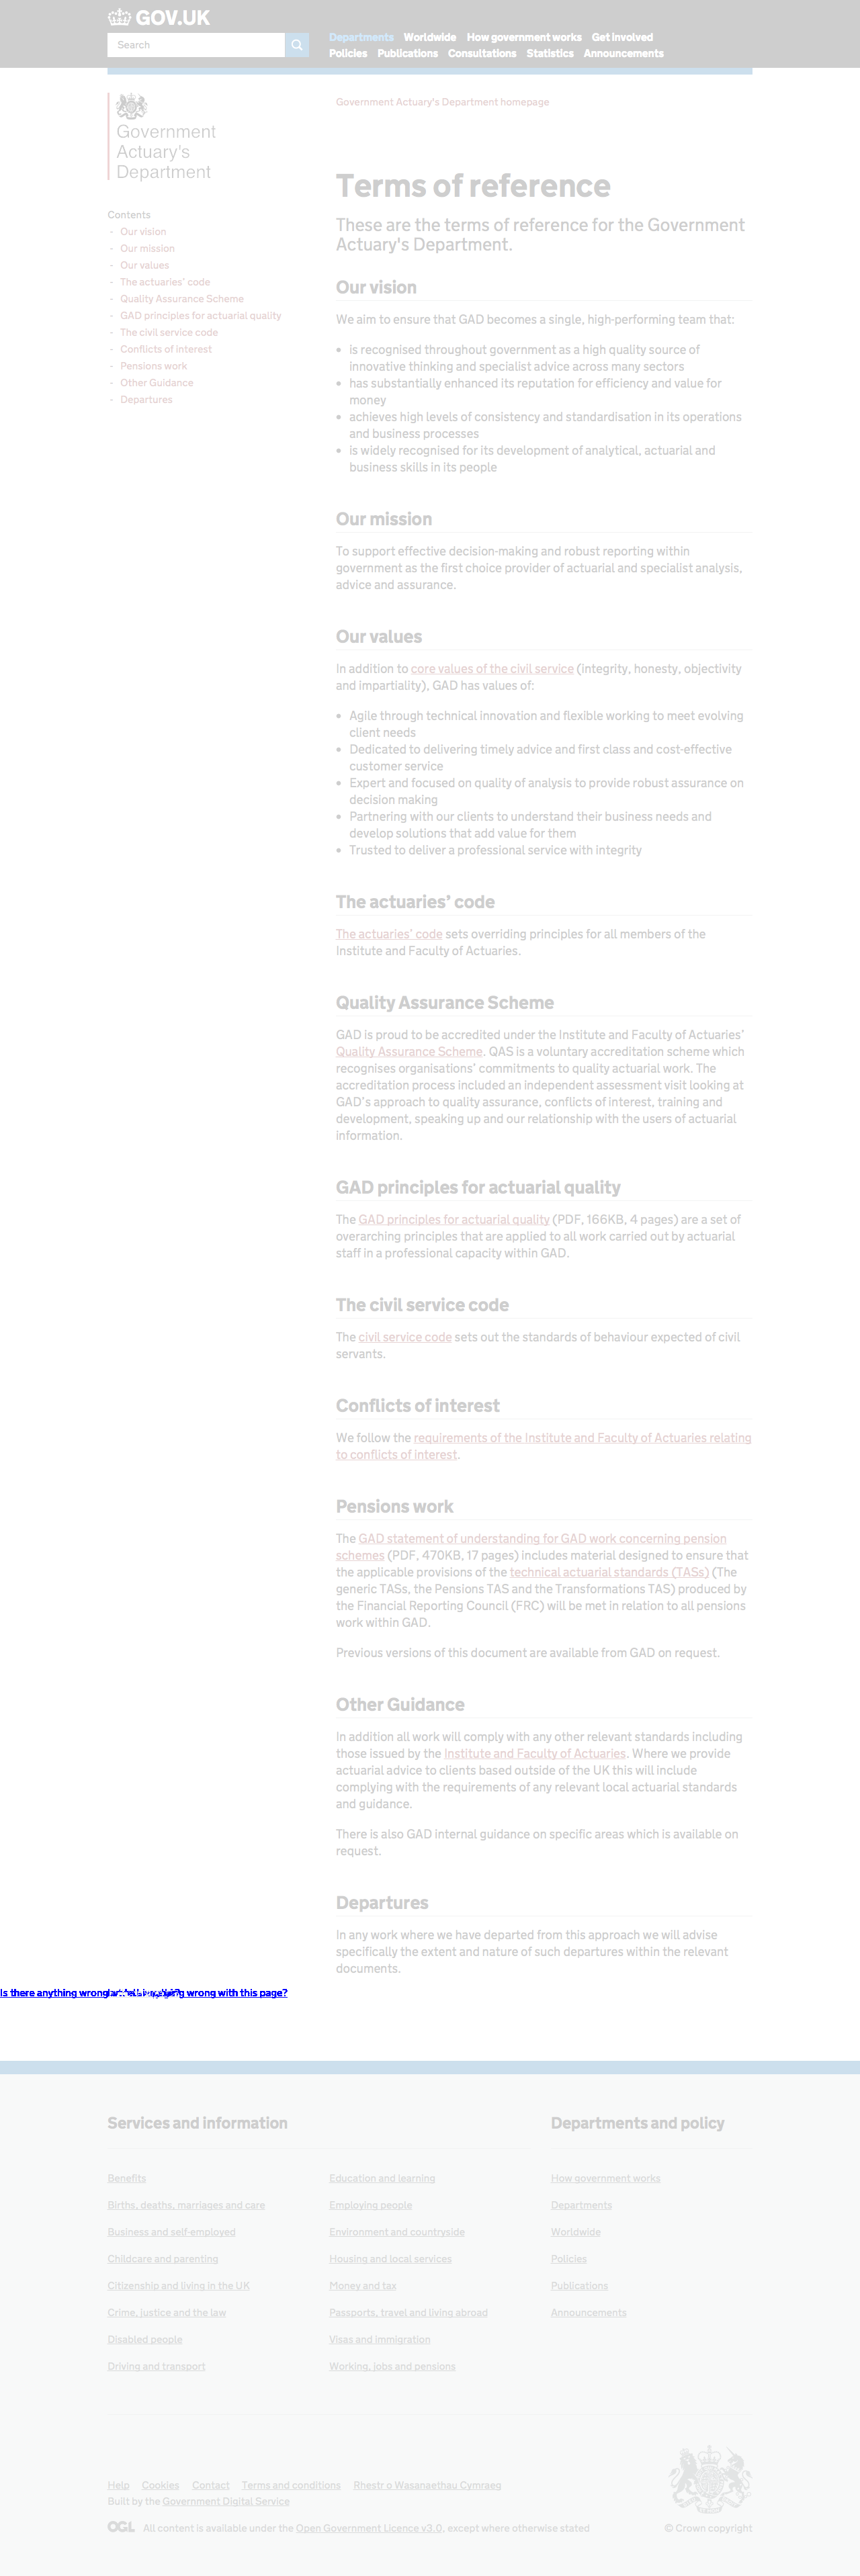 GOV.UK
Search
Departments Worldwide How government works Get involved
Policies Publications Consultations Statistics Announcements
Government
Actuary's
Department
Government Actuary's Department homepage
Contents
- Our vision
- Our mission
- Our values
- The actuaries’ code
- Quality Assurance Scheme
- GAD principles for actuarial quality
- The civil service code
- Conflicts of interest
- Pensions work
- Other Guidance
- Departures
Terms of reference
These are the terms of reference for the Government
Actuary's Department.
Our vision
We aim to ensure that GAD becomes a single, high-performing team that:
• is recognised throughout government as a high quality source of
innovative thinking and specialist advice across many sectors
• has substantially enhanced its reputation for efficiency and value for
money
• achieves high levels of consistency and standardisation in its operations
and business processes
• is widely recognised for its development of analytical, actuarial and
business skills in its people
Our mission
To support effective decision-making and robust reporting within
government as the first choice provider of actuarial and specialist analysis,
advice and assurance.
Our values
In addition to core values of the civil service (integrity, honesty, objectivity
and impartiality), GAD has values of:
• Agile through technical innovation and flexible working to meet evolving
client needs
• Dedicated to delivering timely advice and first class and cost-effective
customer service
• Expert and focused on quality of analysis to provide robust assurance on
decision making
• Partnering with our clients to understand their business needs and
develop solutions that add value for them
• Trusted to deliver a professional service with integrity
The actuaries’ code
The actuaries’ code sets overriding principles for all members of the
Institute and Faculty of Actuaries.
Quality Assurance Scheme
GAD is proud to be accredited under the Institute and Faculty of Actuaries’
Quality Assurance Scheme. QAS is a voluntary accreditation scheme which
recognises organisations’ commitments to quality actuarial work. The
accreditation process included an independent assessment visit looking at
GAD’s approach to quality assurance, conflicts of interest, training and
development, speaking up and our relationship with the users of actuarial
information.
GAD principles for actuarial quality
The GAD principles for actuarial quality (PDF, 166KB, 4 pages) are a set of
overarching principles that are applied to all work carried out by actuarial
staff in a professional capacity within GAD.
The civil service code
The civil service code sets out the standards of behaviour expected of civil
servants.
Conflicts of interest
We follow the requirements of the Institute and Faculty of Actuaries relating
to conflicts of interest.
Pensions work
The GAD statement of understanding for GAD work concerning pension
schemes (PDF, 470KB, 17 pages) includes material designed to ensure that
the applicable provisions of the technical actuarial standards (TASs) (The
generic TASs, the Pensions TAS and the Transformations TAS) produced by
the Financial Reporting Council (FRC) will be met in relation to all pensions
work within GAD.
Previous versions of this document are available from GAD on request.
Other Guidance
In addition all work will comply with any other relevant standards including
those issued by the Institute and Faculty of Actuaries. Where we provide
actuarial advice to clients based outside of the UK this will include
complying with the requirements of any relevant local actuarial standards
and guidance.
There is also GAD internal guidance on specific areas which is available on
request.
Departures
In any work where we have departed from this approach we will advise
specifically the extent and nature of such departures within the relevant
documents.
Is there anything wrong wrong with this page?
Services and information
Departments and policy
Benefits Education and learning How government works
Births, deaths, marriages and care Employing people Departments
Business and self-employed Environment and countryside Worldwide
Childcare and parenting Housing and local services Policies
Citizenship and living in the UK Money and tax Publications
Crime, justice and the law Passports, travel and living abroad Announcements
Disabled people Visas and immigration
Driving and transport Working, jobs and pensions
Help Cookies Contact Terms and conditions Rhestr o Wasanaethau Cymraeg
Built by the Government Digital Service
OGL All content is available under the Open Government Licence v3.0, except where otherwise stated
© Crown copyright